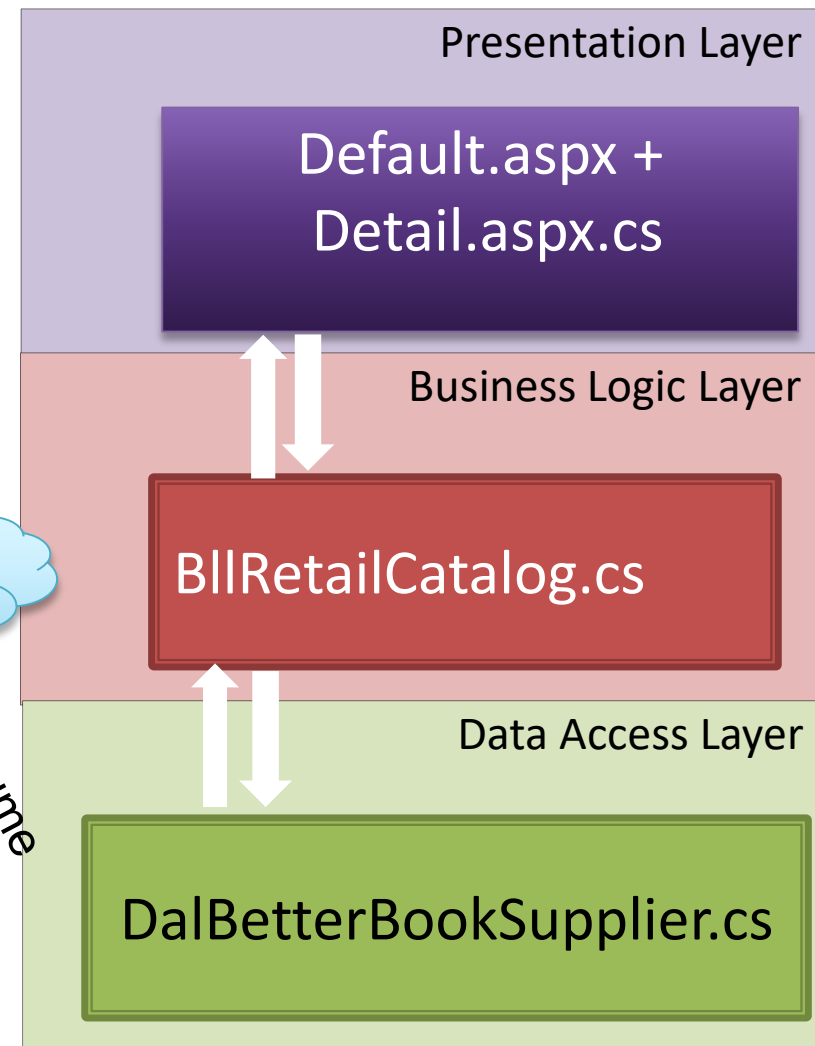 Presentation Layer
Default.aspx +
Detail.aspx.cs
Business Logic Layer
BllRetailCatalog.cs
Data Access Layer
DalBetterBookSupplier.cs